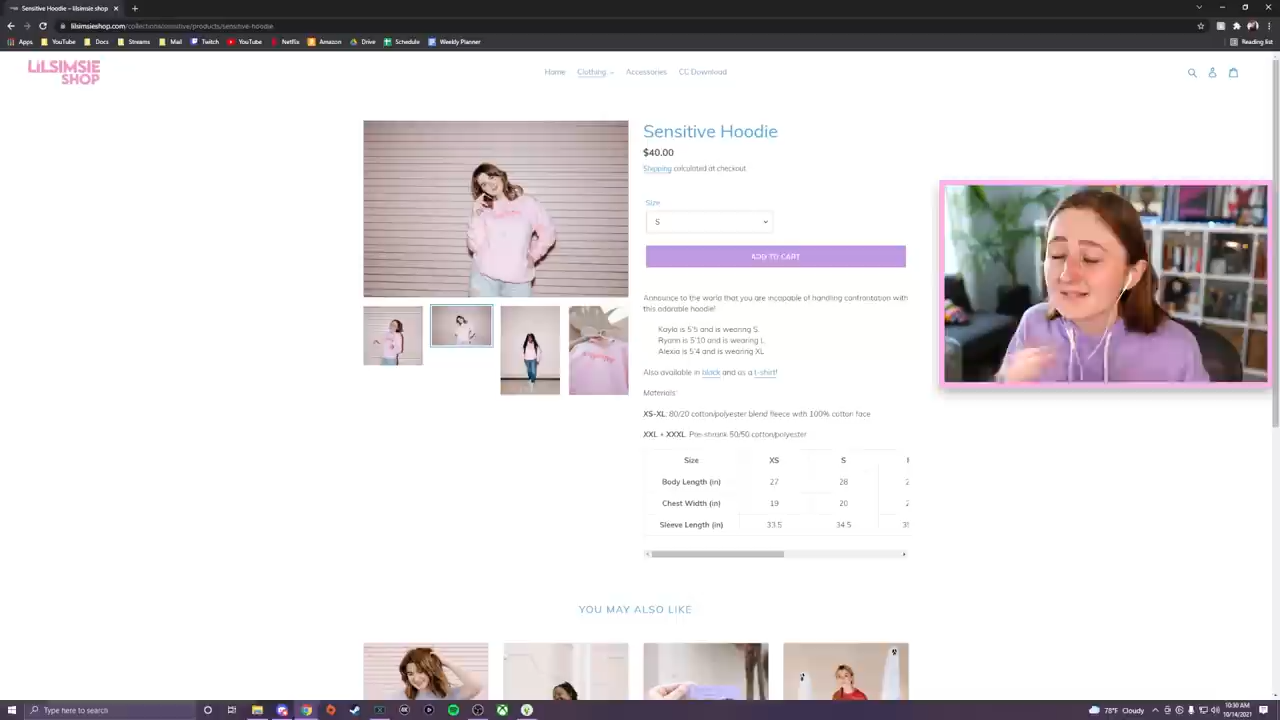 Sensitive Hoodie – lilsimsie shop
lilsimsieshop.com/collections/sensitive/products/sensitive-hoodie
Apps YouTube Docs Streams Mail Twitch YouTube Netflix Amazon Drive Schedule Weekly Planner Reading list
LILSIMSIE
SHOP
Home Clothing Accessories CC Download
Sensitive Hoodie
$40.00
Shipping calculated at checkout
Size
S
ADD TO CART
Announce to the world that you are incapable of handling confrontation with
this adorable hoodie!
Kayla is 5'5 and is wearing S
Ryann is 5'10 and is wearing L
Alexia is 5'4 and is wearing XL
Also available in black and as a t-shirt!
Materials:
XS-XL: 80/20 cotton/polyester blend fleece with 100% cotton face
XXL + XXXL: Pre-shrunk 50/50 cotton/polyester
Size XS S
Body Length (in) 27 28
Chest Width (in) 19 20
Sleeve Length (in) 33.5 34.5
YOU MAY ALSO LIKE
Type here to search
78°F Cloudy
10:30 AM
10/14/2021